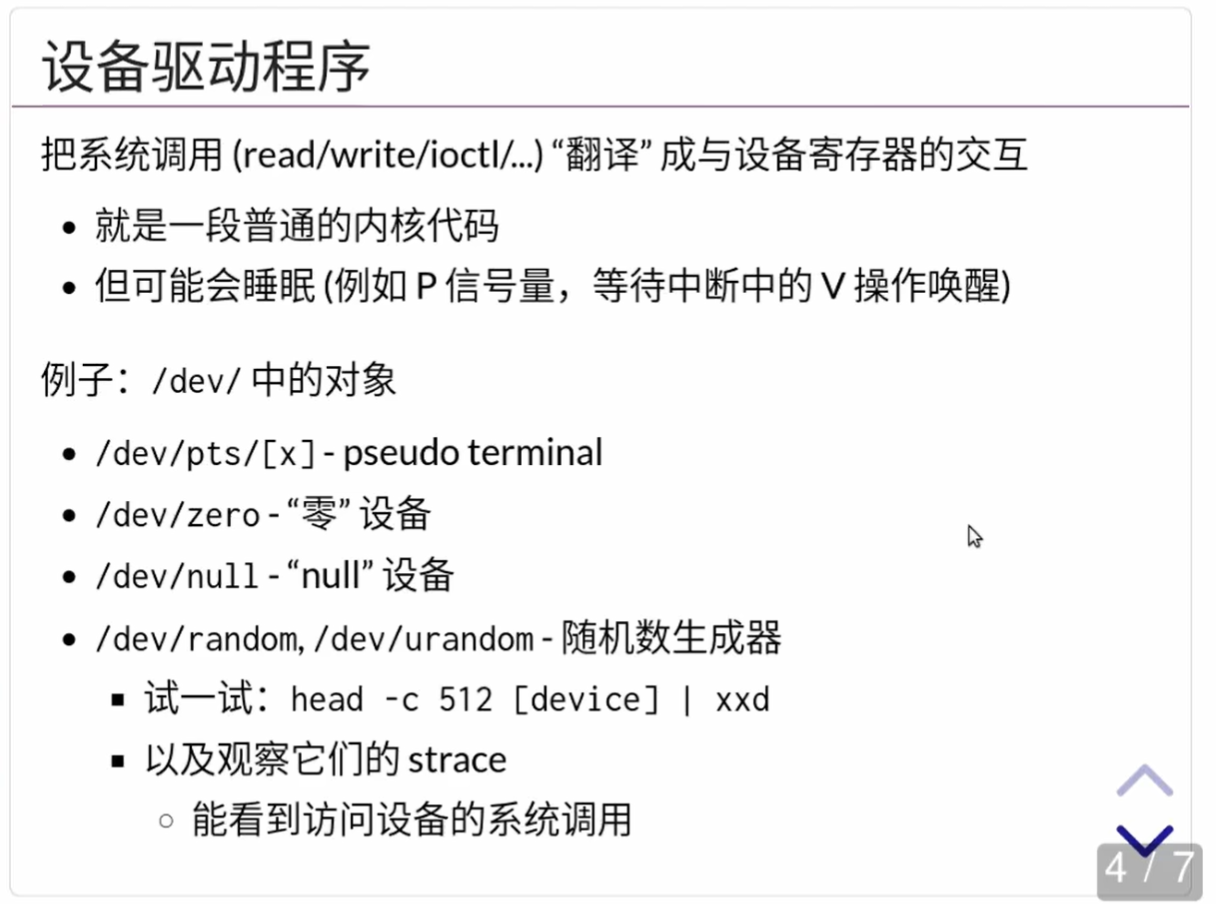 设备驱动程序
把系统调用 (read/write/ioctl/...) “翻译” 成与设备寄存器的交互
• 就是一段普通的内核代码
• 但可能会睡眠 (例如 P 信号量，等待中断中的 V 操作唤醒)
例子：/dev/ 中的对象
• /dev/pts/[x] - pseudo terminal
• /dev/zero - “零” 设备
• /dev/null - “null” 设备
• /dev/random, /dev/urandom - 随机数生成器
▪ 试一试：head -c 512 [device] | xxd
▪ 以及观察它们的 strace
○ 能看到访问设备的系统调用
4 / 7